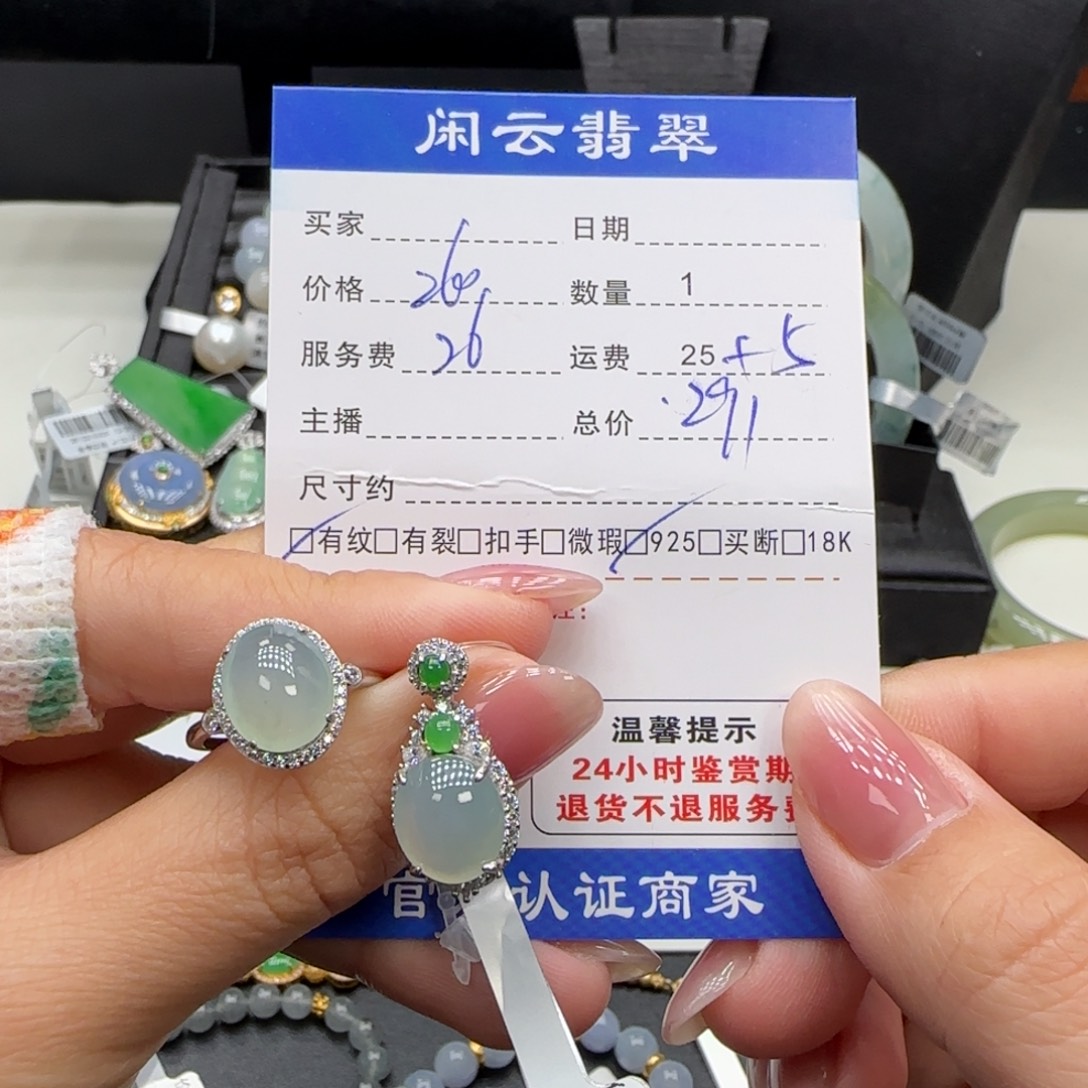 闲云翡翠
买家 日期
价格 260 数量 1
服务费 26 运费 25+5
主播 总价 291
尺寸约
有纹 有裂 扣手 微瑕 925 买断 18K
注:
温馨提示
24小时鉴赏期
退货不退服务费
官 认证商家